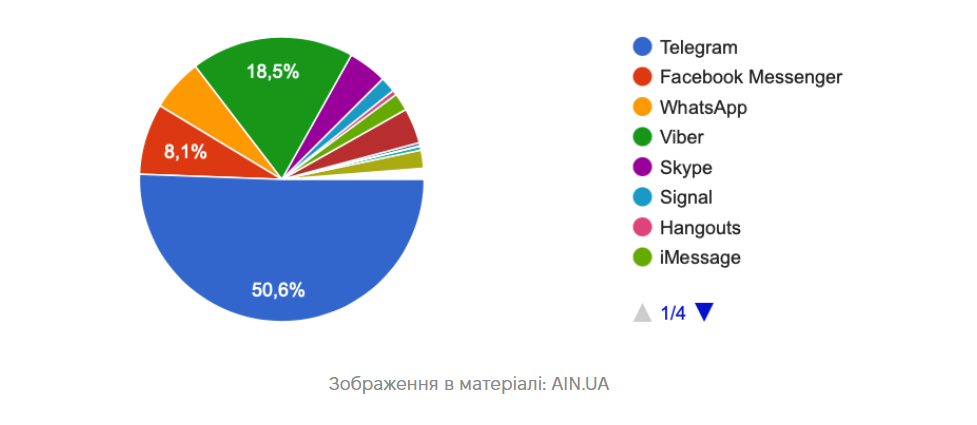 18,5%
8,1%
50,6%
Telegram
Facebook Messenger
WhatsApp
Viber
Skype
Signal
Hangouts
iMessage
1/4
Зображення в матеріалі: AIN.UA